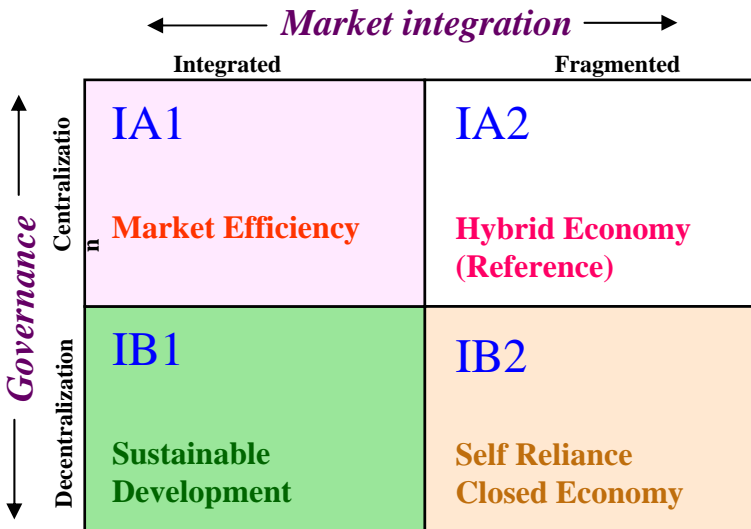 Market integration
Integrated
Fragmented
Governance
Centralizatio
n
IA1
Market Efficiency
IA2
Hybrid Economy
(Reference)
Decentralization
IB1
Sustainable
Development
IB2
Self Reliance
Closed Economy